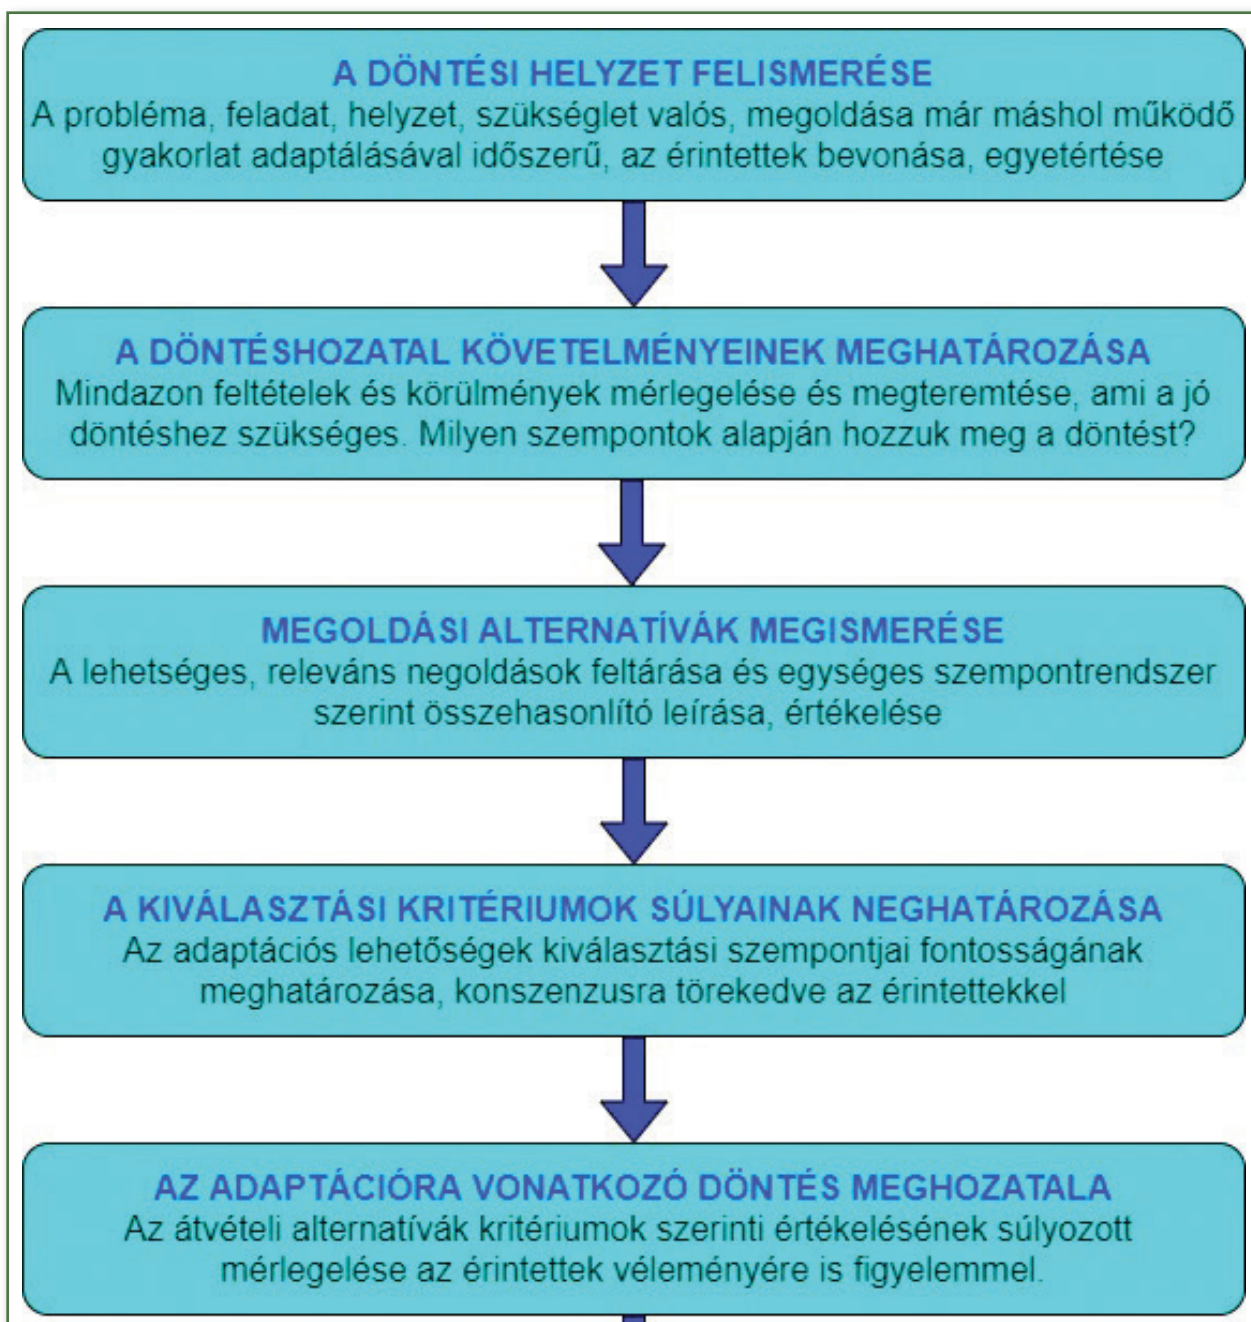 A DÖNTÉSI HELYZET FELISMERÉSE
A probléma, feladat, helyzet, szükséglet valós, megoldása már máshol működő
gyakorlat adaptálásával időszerű, az érintettek bevonása, egyetértése
A DÖNTÉSHOZATAL KÖVETELMÉNYEINEK MEGHATÁROZÁSA
Mindazon feltételek és körülmények mérlegelése és megteremtése, ami a jó
döntéshez szükséges. Milyen szempontok alapján hozzuk meg a döntést?
MEGOLDÁSI ALTERNATÍVÁK MEGISMERÉSE
A lehetséges, releváns negoldások feltárása és egységes szempontrendszer
szerint összehasonlító leírása, értékelése
A KIVÁLASZTÁSI KRITÉRIUMOK SÚLYAINAK NEGHATÁROZÁSA
Az adaptációs lehetőségek kiválasztási szempontjai fontosságának
meghatározása, konszenzusra törekedve az érintettekkel
AZ ADAPTÁCIÓRA VONATKOZÓ DÖNTÉS MEGHOZATALA
Az átvételi alternatívák kritériumok szerinti értékelésének súlyozott
mérlegelése az érintettek véleményére is figyelemmel.